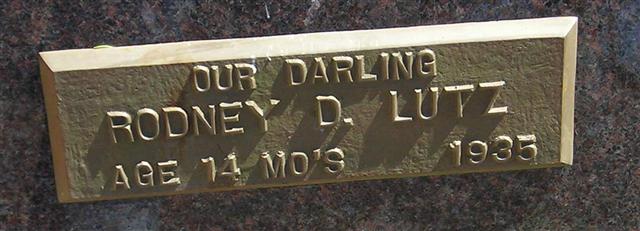 OUR DARLING
RODNEY D. LUTZ
AGE 14 MO'S 1935